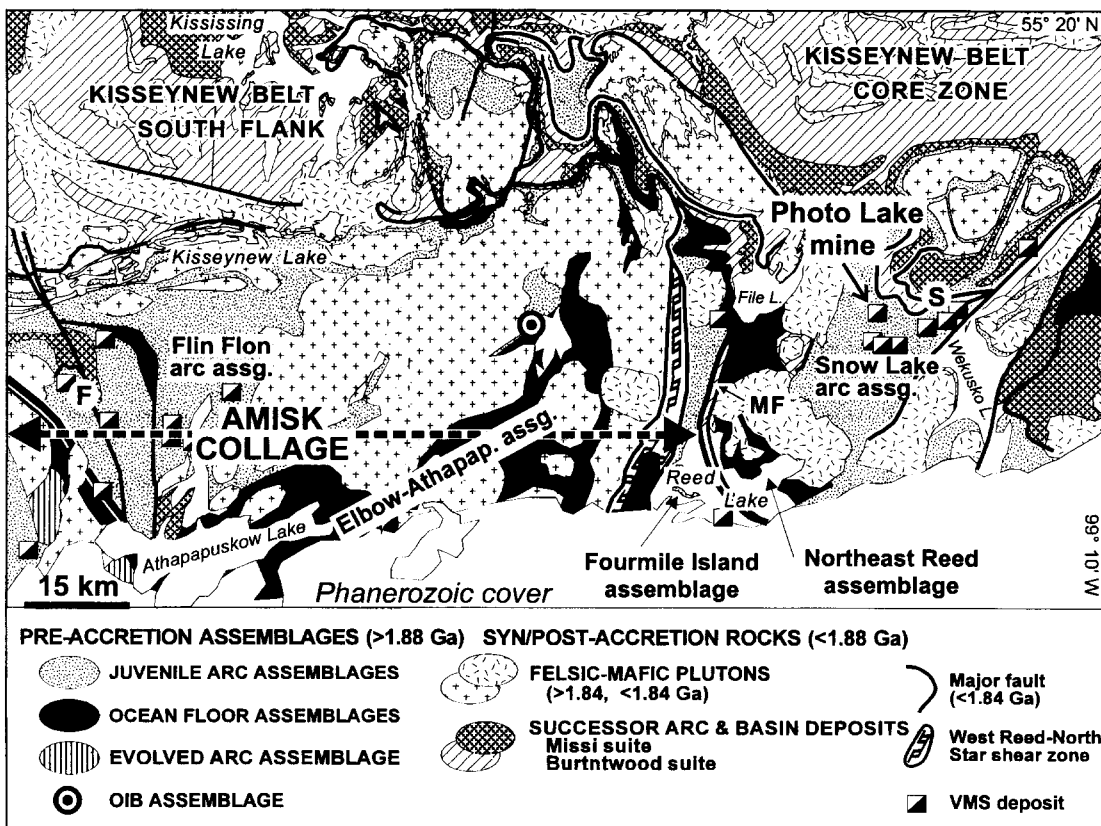 Kississing
Lake
55° 20' N
KISSEYNEW BELT
SOUTH FLANK
KISSEYNEW BELT
CORE ZONE
Photo Lake
mine
Kisseynew Lake
File L.
S
Flin Flon
arc assg.
F
Snow Lake
arc assg.
Wekusko L.
MF
AMISK
COLLAGE
Elbow-Athapap. assg.
Reed
Lake
Athapapuskow Lake
Fourmile Island
assemblage
Northeast Reed
assemblage
99° 10' W
15 km
Phanerozoic cover
PRE-ACCRETION ASSEMBLAGES (>1.88 Ga)
JUVENILE ARC ASSEMBLAGES
OCEAN FLOOR ASSEMBLAGES
EVOLVED ARC ASSEMBLAGE
OIB ASSEMBLAGE
SYN/POST-ACCRETION ROCKS (<1.88 Ga)
FELSIC-MAFIC PLUTONS
(>1.84, <1.84 Ga)
SUCCESSOR ARC & BASIN DEPOSITS
Missi suite
Burtntwood suite
Major fault
(<1.84 Ga)
West Reed-North
Star shear zone
VMS deposit